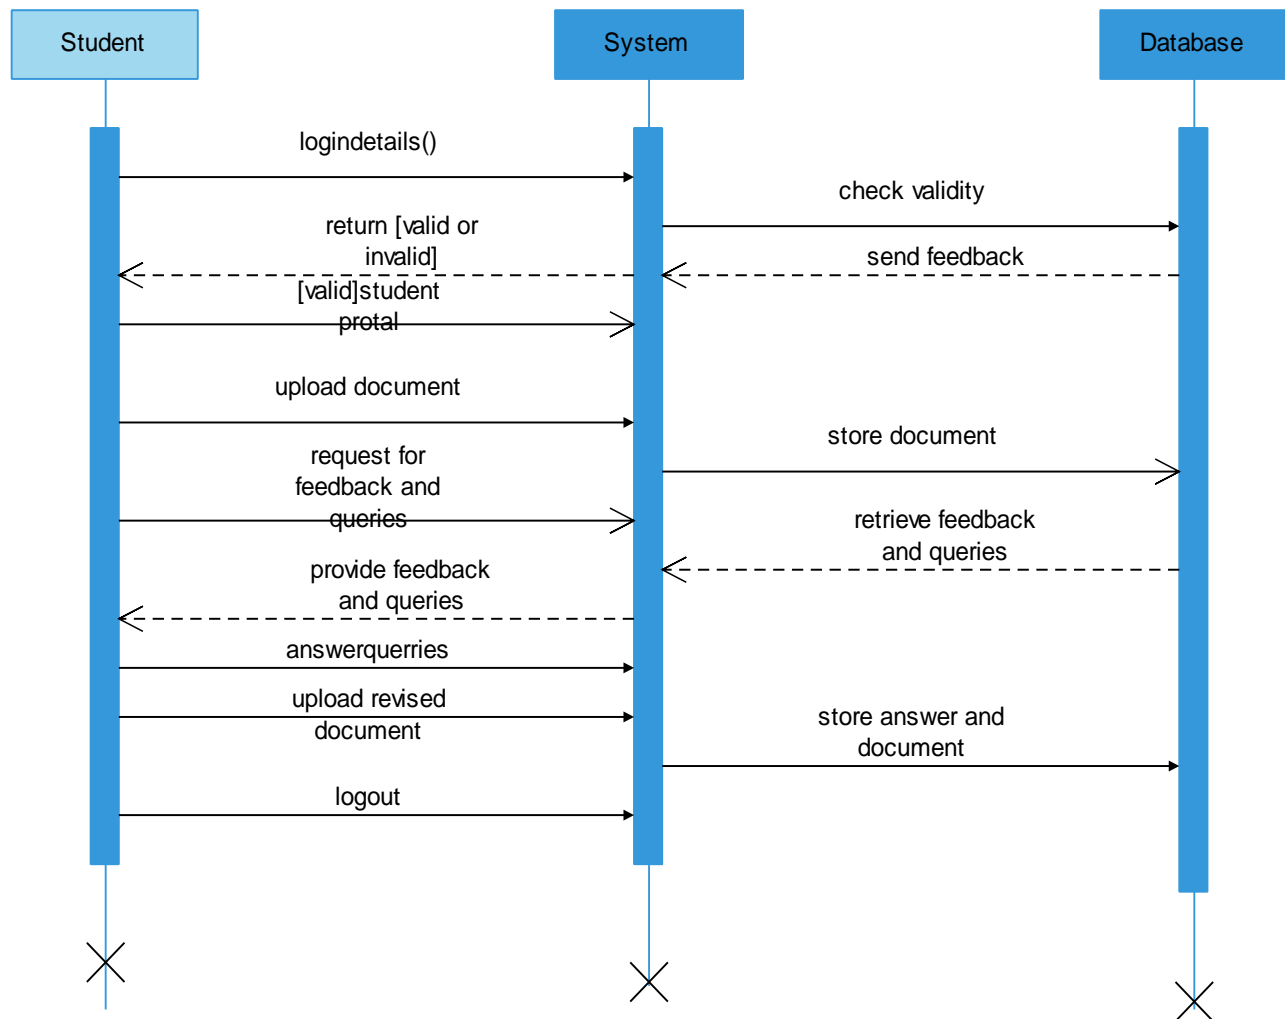 Student
System
Database
logindetails()
check validity
return [valid or
invalid]
send feedback
[valid]student
protal
upload document
store document
request for
feedback and
queries
retrieve feedback
and queries
provide feedback
and queries
answerquerries
upload revised
document
store answer and
document
logout